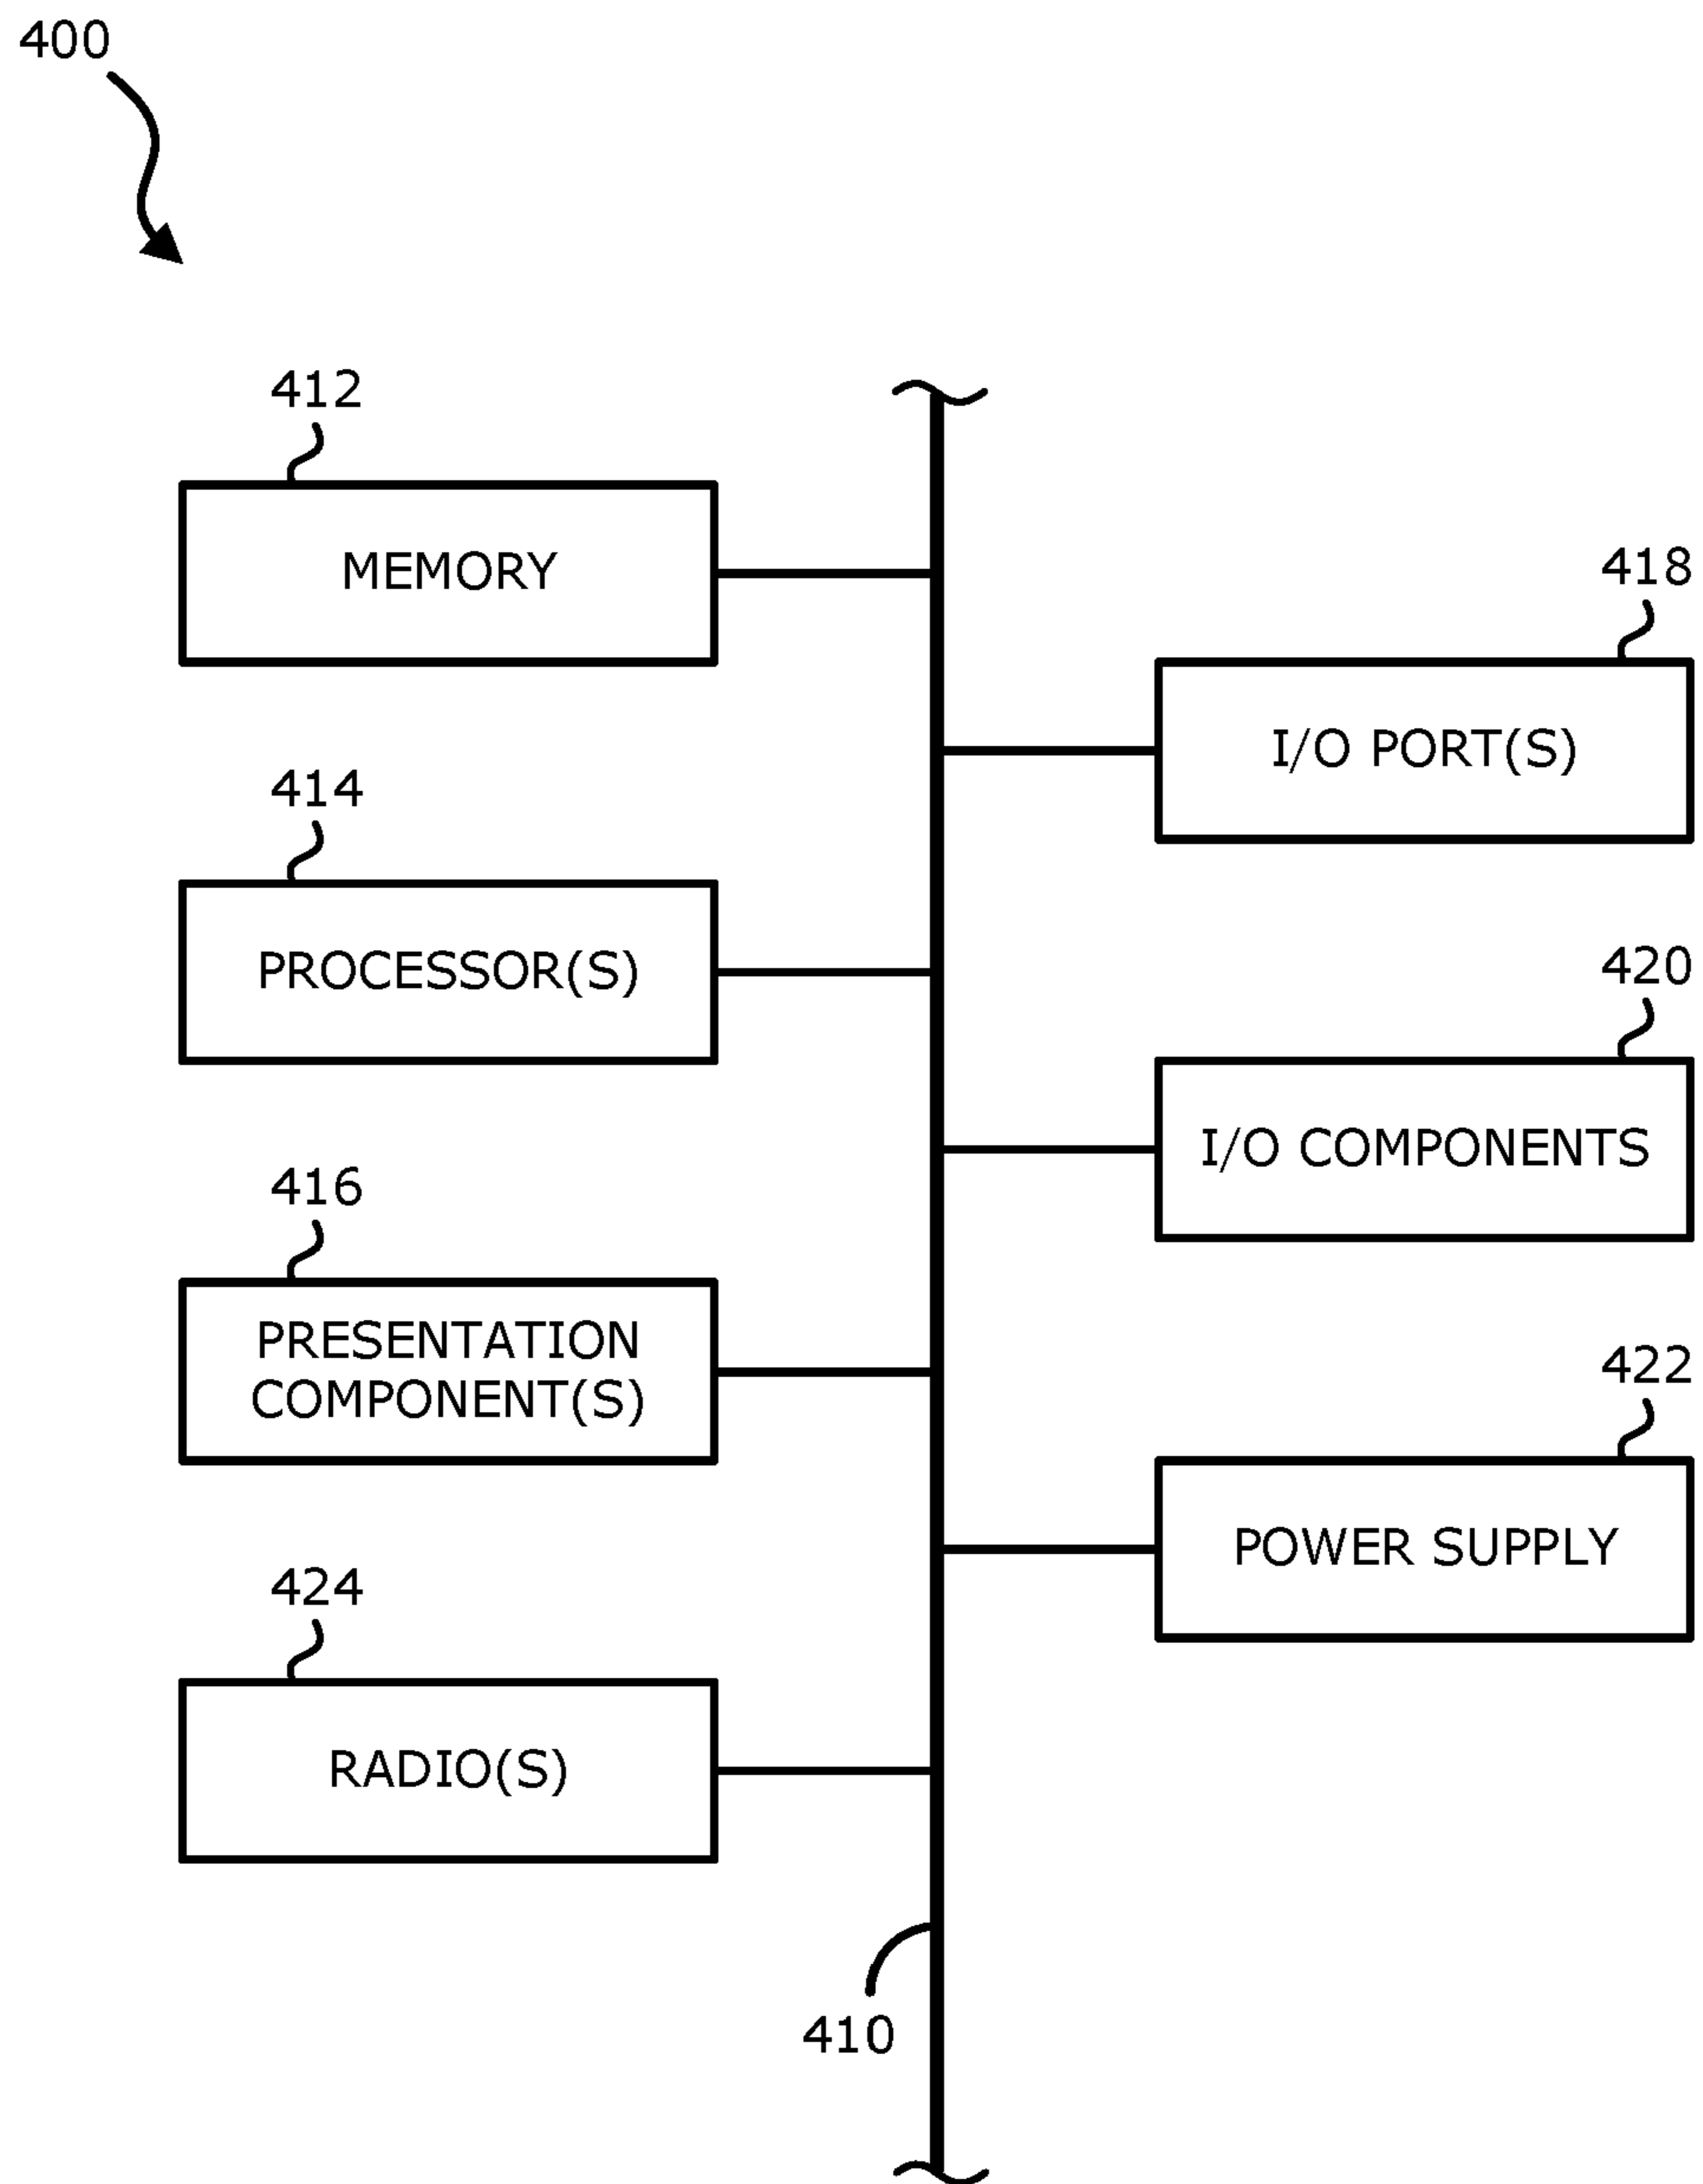 400
412
MEMORY
418
I/O PORT(S)
414
PROCESSOR(S)
420
I/O COMPONENTS
416
PRESENTATION
COMPONENT(S)
422
POWER SUPPLY
424
RADIO(S)
410